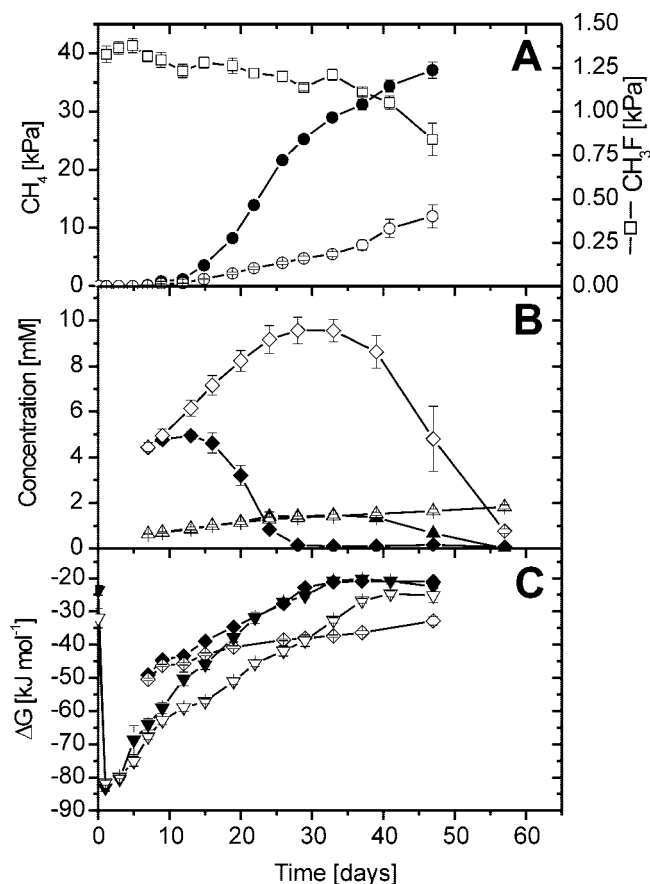 A
CH4 [kPa]
40
30
20
10
0
1.50
1.25
1.00
0.75
0.50
0.25
0.00
—□— CH3F [kPa]
B
Concentration [mM]
10
8
6
4
2
0
C
ΔG [kJ mol-1]
-20
-30
-40
-50
-60
-70
-80
-90
0 10 20 30 40 50 60
Time [days]